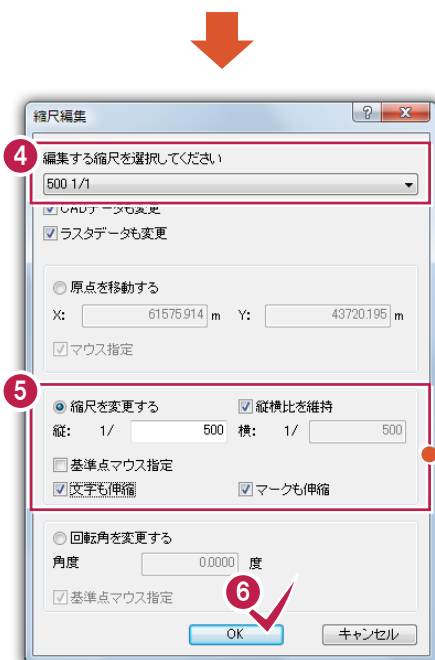 縮尺編集
4
編集する縮尺を選択してください
500 1/1
CADデータも変更
ラスタデータも変更
原点を移動する
X: 61575.914 m Y: 43720.195 m
マウス指定
5
縮尺を変更する 縦横比を維持
縦: 1/ 500 横: 1/ 500
基準点マウス指定
文字も伸縮 マークも伸縮
回転角を変更する
角度 0.0000 度
基準点マウス指定
6
OK キャンセル